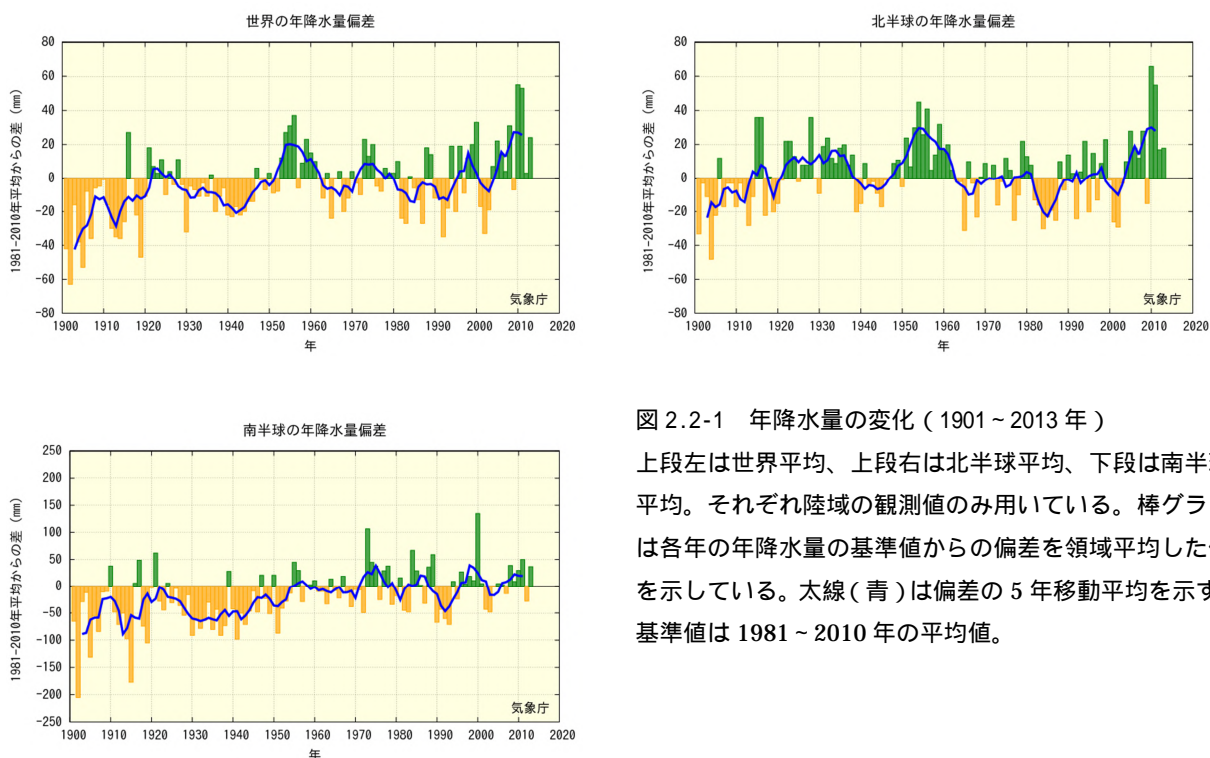 世界の年降水量偏差
1981-2010年平均からの差 (mm)
80
60
40
20
0
-20
-40
-60
-80
気象庁
1900 1910 1920 1930 1940 1950 1960 1970 1980 1990 2000 2010 2020
年
北半球の年降水量偏差
1981-2010年平均からの差 (mm)
80
60
40
20
0
-20
-40
-60
-80
気象庁
1900 1910 1920 1930 1940 1950 1960 1970 1980 1990 2000 2010 2020
年
南半球の年降水量偏差
1981-2010年平均からの差 (mm)
250
200
150
100
50
0
-50
-100
-150
-200
-250
気象庁
1900 1910 1920 1930 1940 1950 1960 1970 1980 1990 2000 2010 2020
年
図 2.2-1 年降水量の変化(1901~2013 年)
上段左は世界平均、上段右は北半球平均、下段は南半
平均。それぞれ陸域の観測値のみ用いている。棒グラ
は各年の年降水量の基準値からの偏差を領域平均した
を示している。太線(青)は偏差の 5 年移動平均を示す
基準値は 1981~2010 年の平均値。